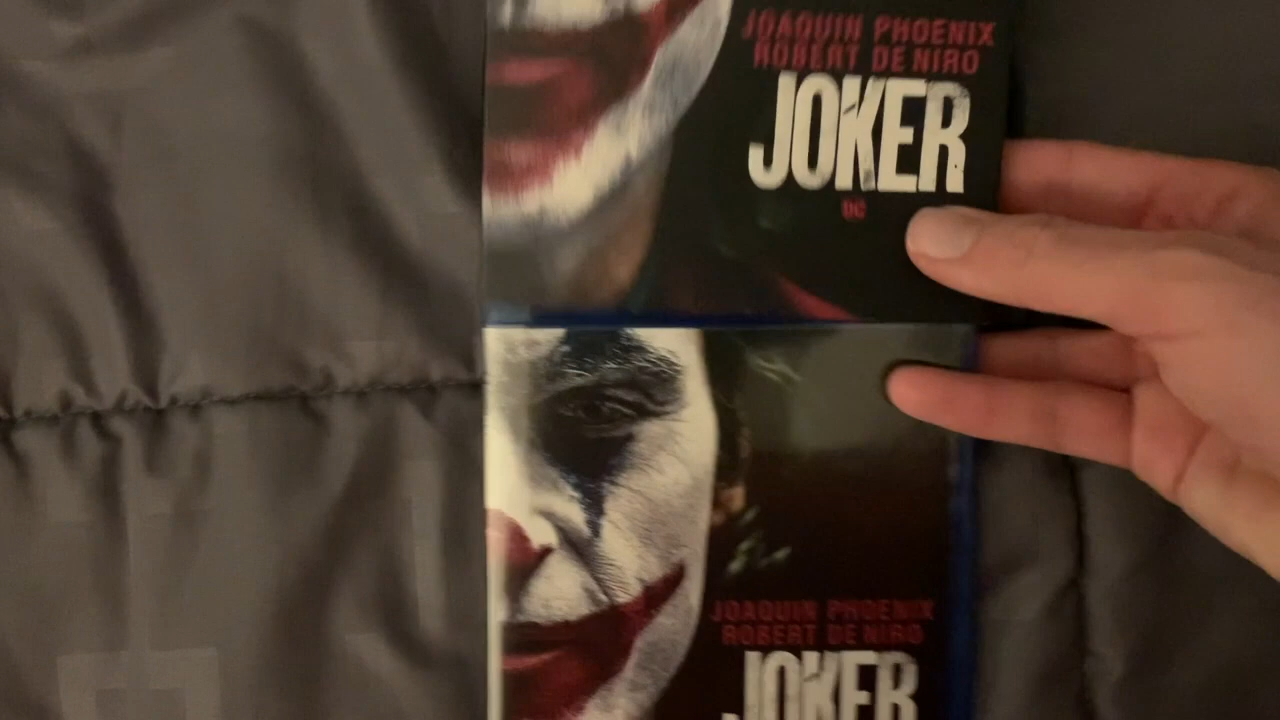 JOAQUIN PHOENIX
ROBERT DE NIRO
JOKER
DC
JOAQUIN PHOENIX
ROBERT DE NIRO
JOKER